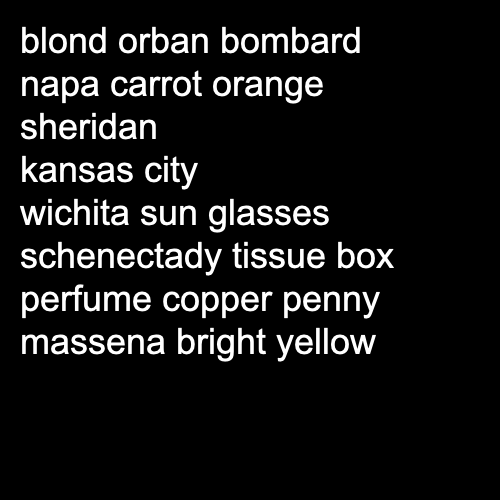 blond orban bombard
napa carrot orange
sheridan
kansas city
wichita sun glasses
schenectady tissue box
perfume copper penny
massena bright yellow